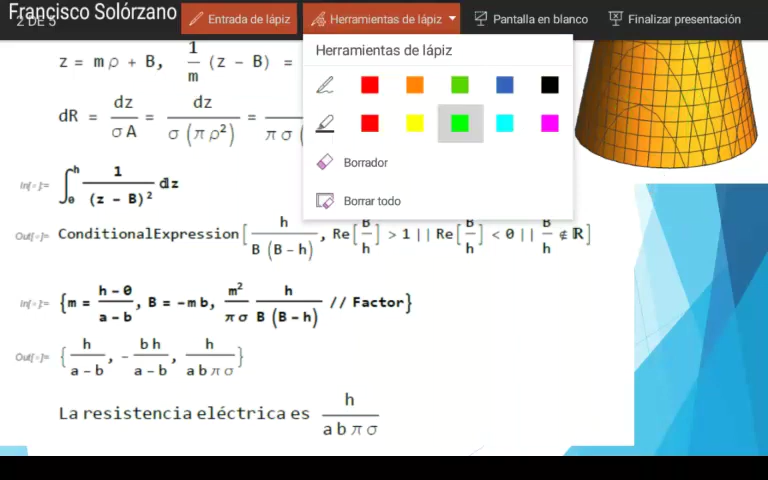 Francisco Solórzano
2 DE 5
Entrada de lápiz
Herramientas de lápiz
Pantalla en blanco
Finalizar presentación
Herramientas de lápiz
Borrador
Borrar todo
z = m ρ + B, 1/m (z - B) =
dR = dz/(σ A) = dz/(σ (π ρ²)) =
In[◦]:= ∫₀ʰ 1/(z - B)² dz
Out[◦]= ConditionalExpression[h/(B (B - h)), Re[B/h] > 1 || Re[B/h] < 0 || B/h ∉ ℝ]
In[◦]:= {m = (h - 0)/(a - b), B = -m b, m²/(π σ) h/(B (B - h)) // Factor}
Out[◦]= {h/(a - b), - b h/(a - b), h/(a b π σ)}
La resistencia eléctrica es h/(a b π σ)